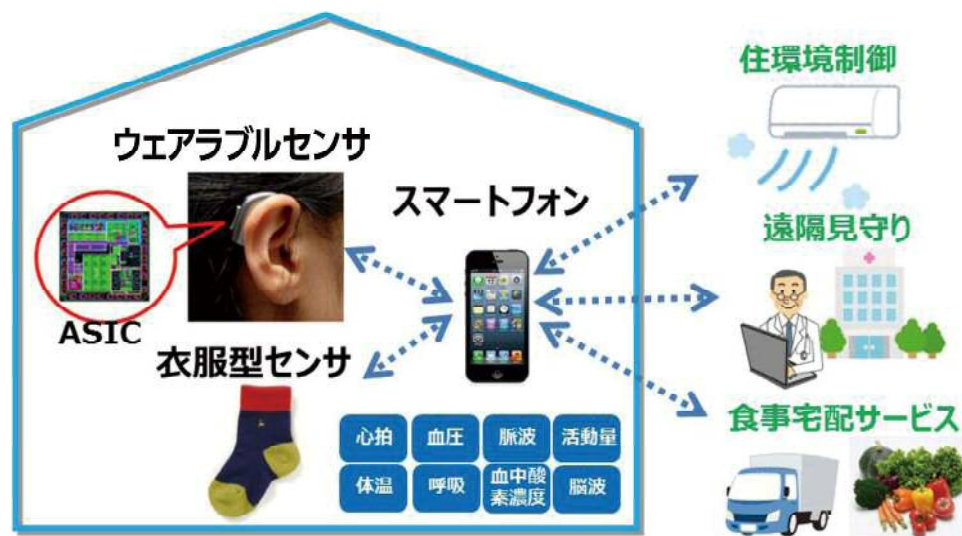 住環境制御
ウェアラブルセンサ
スマートフォン
遠隔見守り
ASIC
衣服型センサ
食事宅配サービス
心拍
血圧
脈波
活動量
体温
呼吸
血中酸
素濃度
脳波